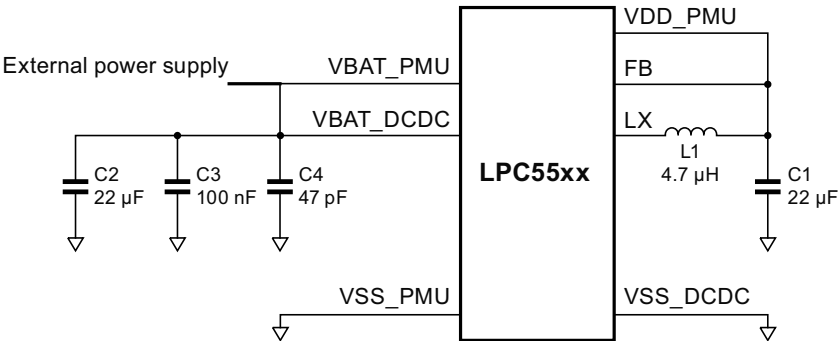 VDD_PMU
External power supply
VBAT_PMU
FB
VBAT_DCDC
LX
L1
4.7 µH
LPC55xx
C2
22 µF
C3
100 nF
C4
47 pF
C1
22 µF
VSS_PMU
VSS_DCDC